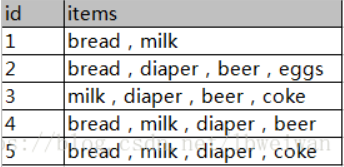 id items
1 bread , milk
2 bread , diaper , beer , eggs
3 milk , diaper , beer , coke
4 bread , milk , diaper , beer
5 bread , milk , diaper , coke